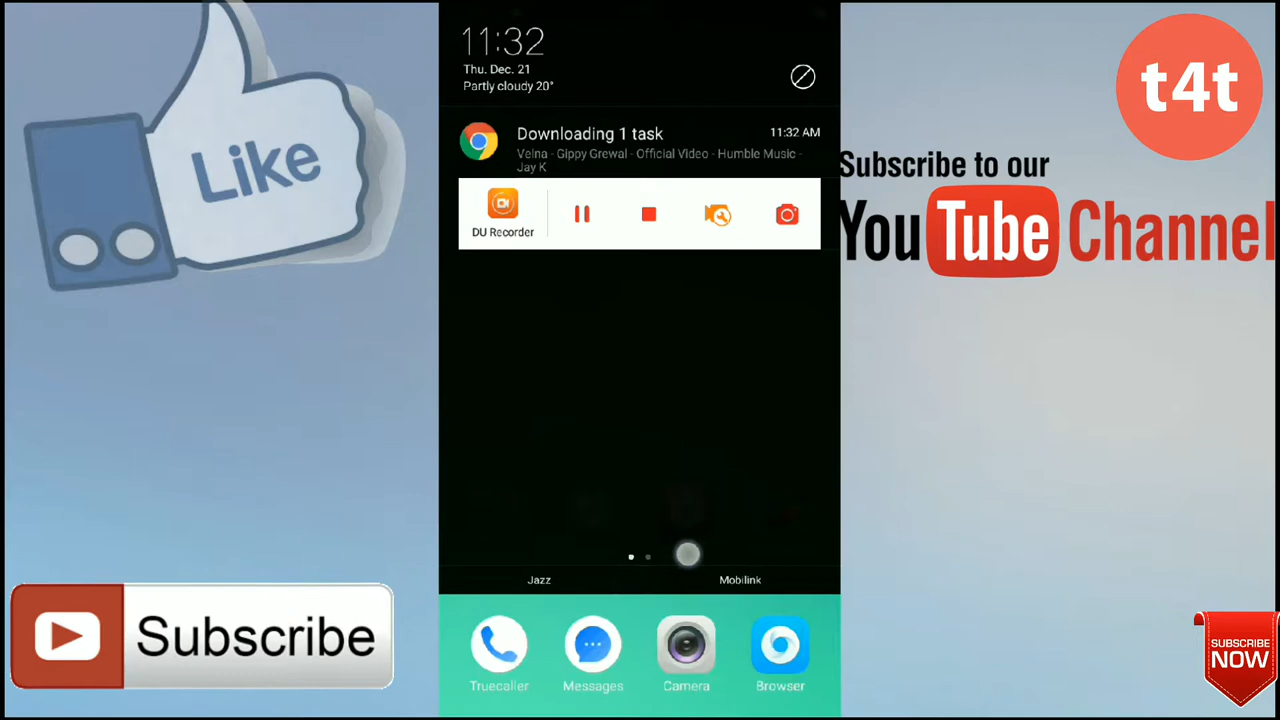 Like
Subscribe
11:32
Thu. Dec. 21
Partly cloudy 20°
Downloading 1 task
11:32 AM
Velna - Gippy Grewal - Official Video - Humble Music -
Jay K
DU Recorder
Jazz
Mobilink
Truecaller
Messages
Camera
Browser
t4t
Subscribe to our
YouTube Channel
SUBSCRIBE
NOW